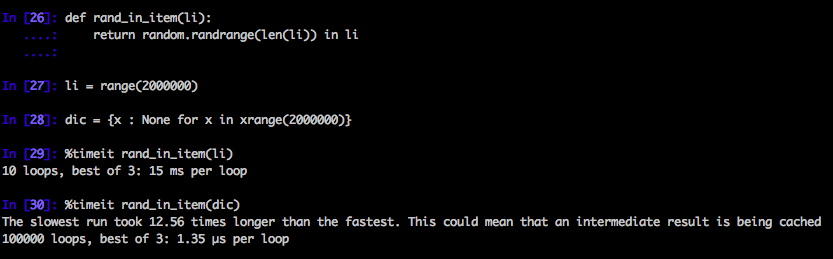 In [26]: def rand_in_item(li):
   ....:     return random.randrange(len(li)) in li
   ....:
In [27]: li = range(2000000)
In [28]: dic = {x : None for x in xrange(2000000)}
In [29]: %timeit rand_in_item(li)
10 loops, best of 3: 15 ms per loop
In [30]: %timeit rand_in_item(dic)
The slowest run took 12.56 times longer than the fastest. This could mean that an intermediate result is being cached
100000 loops, best of 3: 1.35 µs per loop